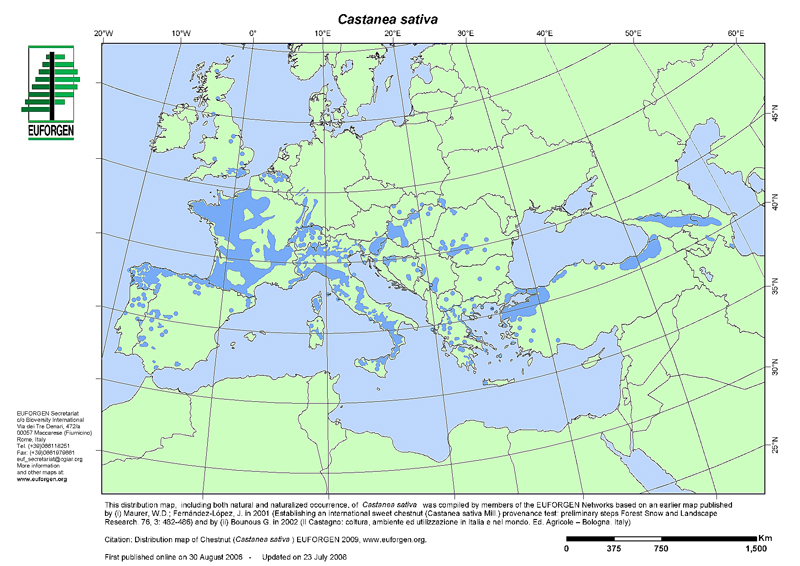 Castanea sativa
20°W 10°W 0° 10°E 20°E 30°E 40°E 50°E 60°E
EUFORGEN
45°N
40°N
35°N
30°N
25°N
EUFORGEN Secretariat
c/o Bioversity International
Via dei Tre Denari, 472/a
00057 Maccarese (Fiumicino)
Rome, Italy
Tel. (+39)066118251
Fax: (+39)0661979661
euf_secretariat@cgiar.org
More information
and other maps at:
www.euforgen.org
This distribution map, including both natural and naturalized occurrence, of Castanea sativa was compiled by members of the EUFORGEN Networks based on an earlier map published
by (i) Maurer, W.D.; Fernández-López, J. in 2001 (Establishing an international sweet chestnut (Castanea sativa Mill.) provenance test: preliminary steps Forest Snow and Landscape
Research. 76, 3: 482-486) and by (ii) Bounous G. in 2002 (Il Castagno: coltura, ambiente ed utilizzazione in Italia e nel mondo. Ed. Agricole – Bologna. Italy)
Citation: Distribution map of Chestnut (Castanea sativa ) EUFORGEN 2009, www.euforgen.org.
First published online on 30 August 2006 - Updated on 23 July 2008
Km
0 375 750 1,500